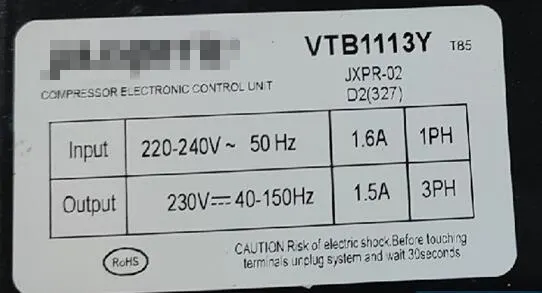 VTB1113Y T85
JXPR-02
COMPRESSOR ELECTRONIC CONTROL UNIT
D2(327)
Input 220-240V~ 50 Hz 1.6A 1PH
Output 230V⎓ 40-150Hz 1.5A 3PH
CAUTION Risk of electric shock.Before touching
terminals unplug system and wait 30seconds
RoHS